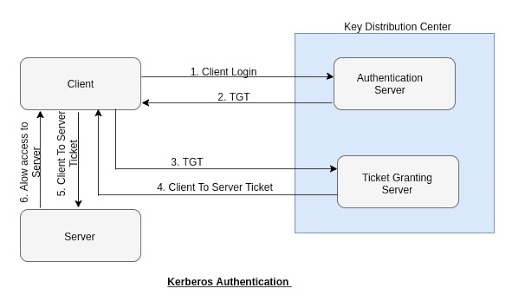 Key Distribution Center
Client
1. Client Login
Authentication
Server
2. TGT
6. Allow access to
Server
5. Client To Server
Ticket
3. TGT
4. Client To Server Ticket
Ticket Granting
Server
Server
Kerberos Authentication